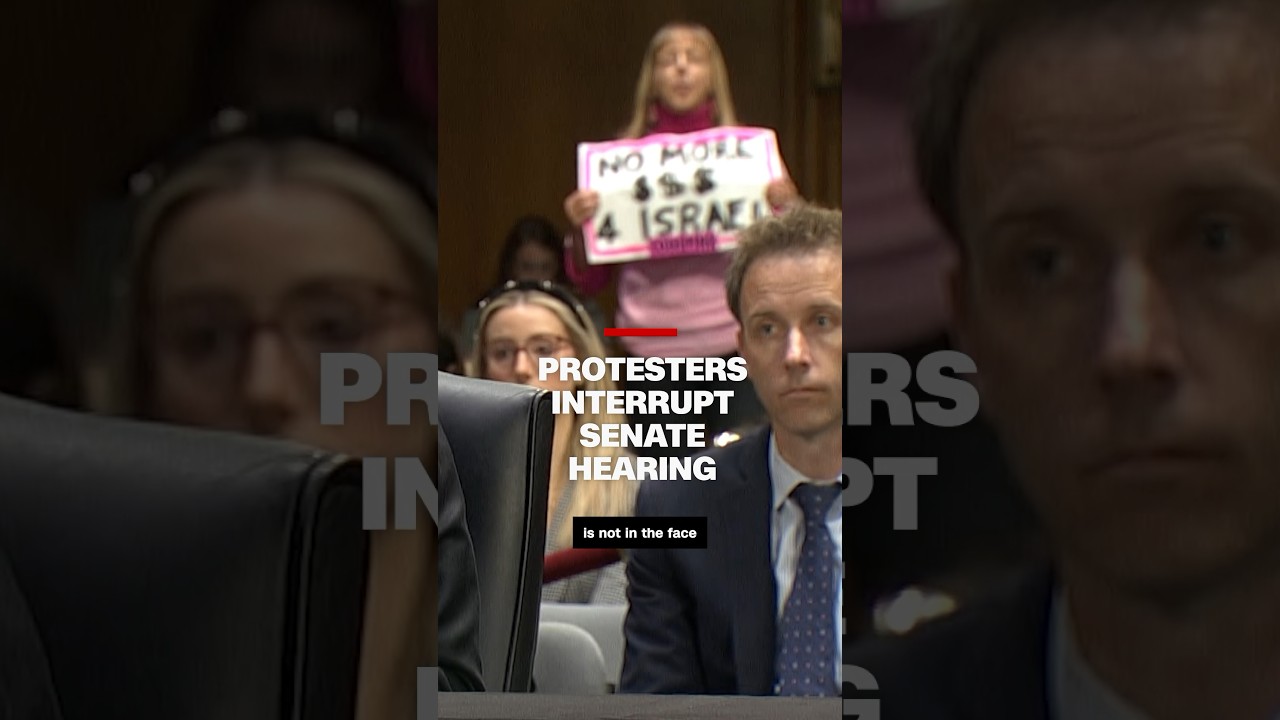 NO MORE
$$$
4 ISRAEL
PROTESTERS
INTERRUPT
SENATE
HEARING
is not in the face